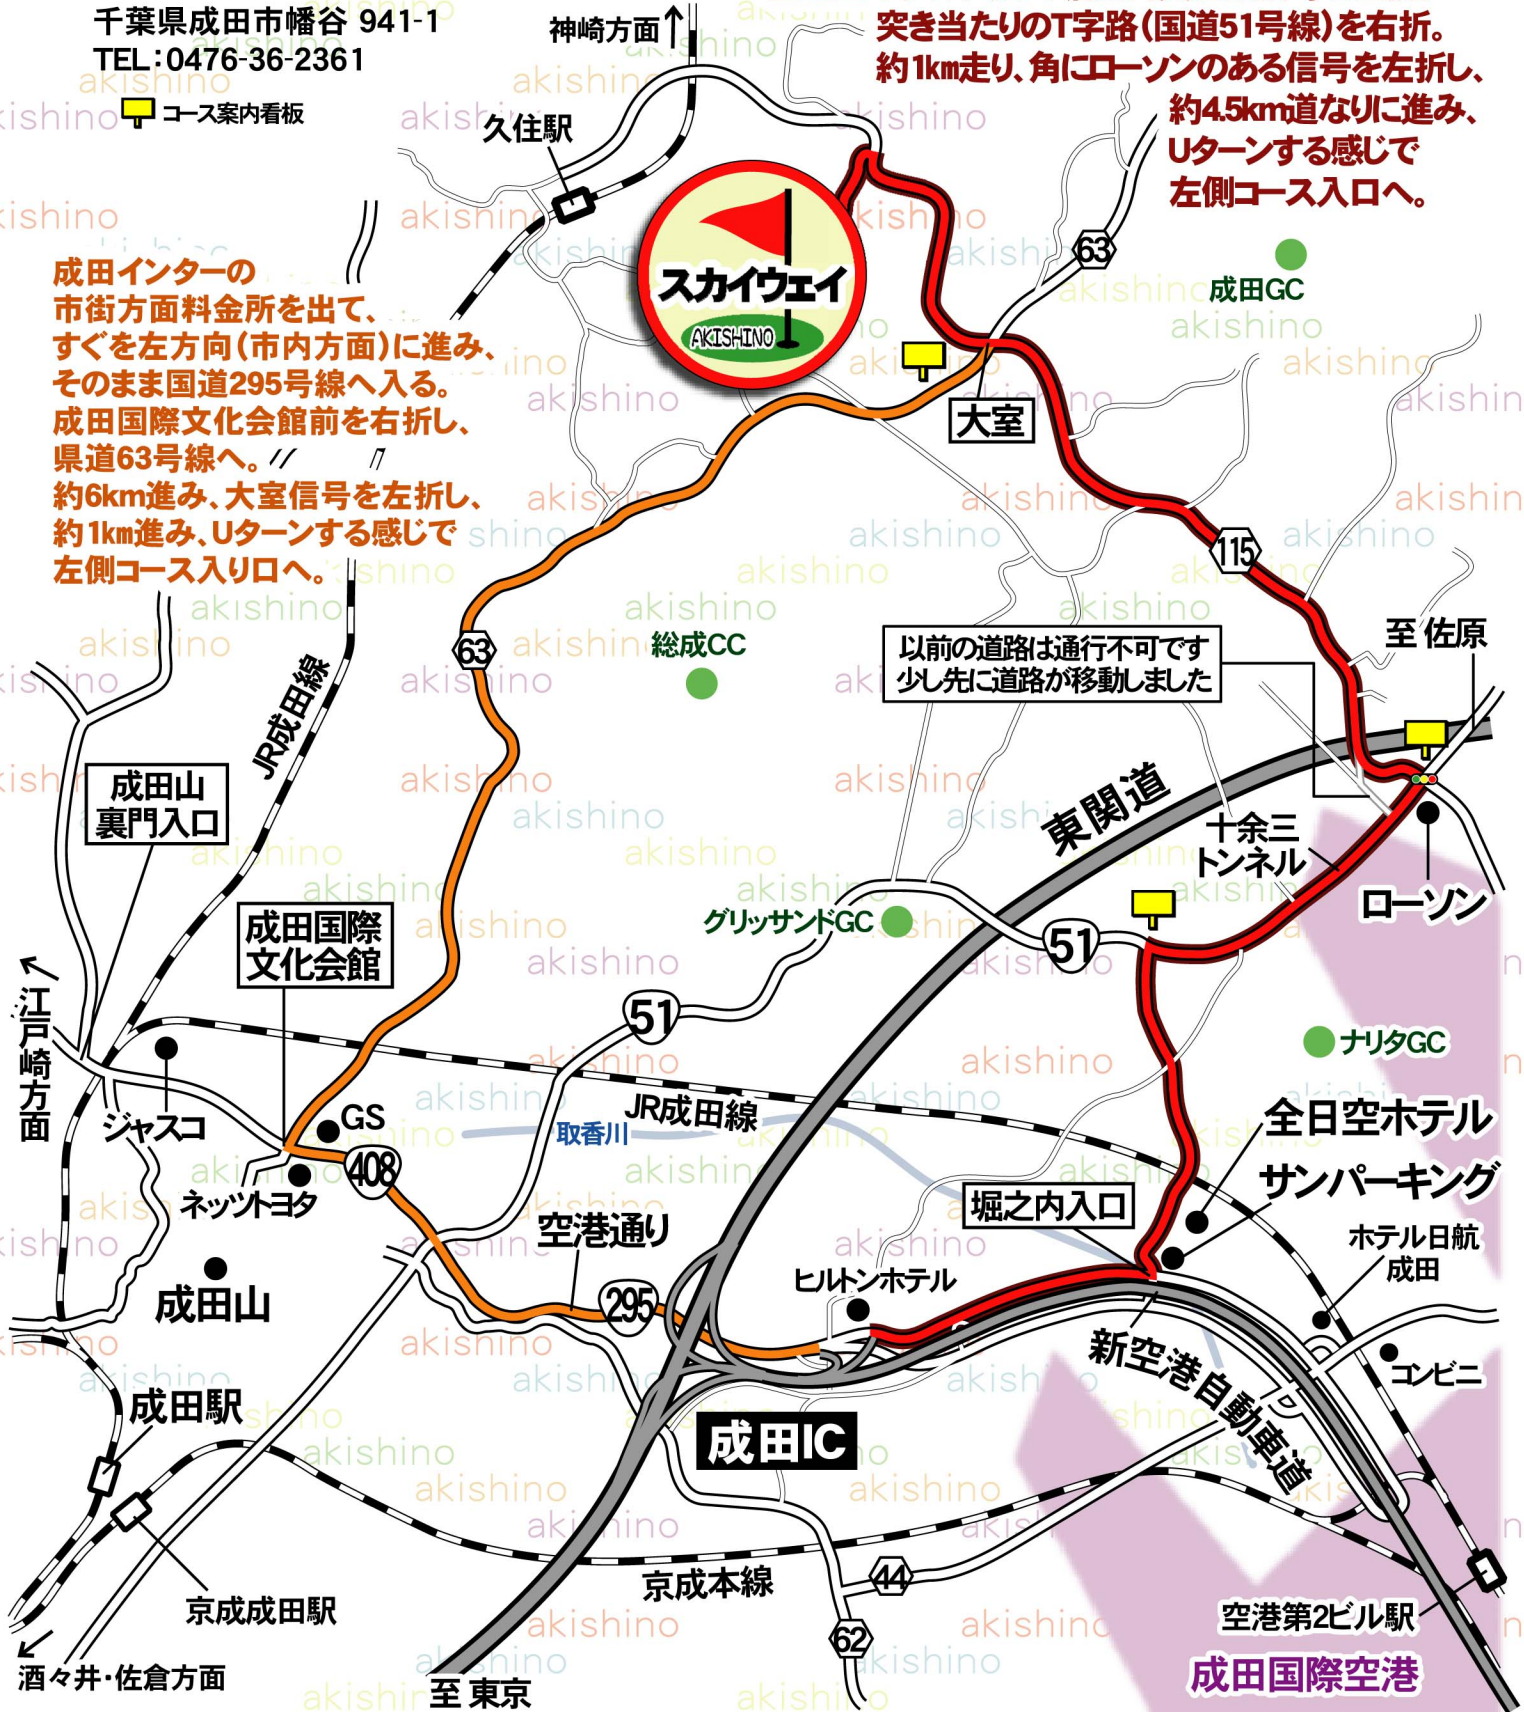 千葉県成田市幡谷 941-1
TEL:0476-36-2361
コース案内看板
神崎方面
突き当たりのT字路(国道51号線)を右折。
約1km走り、角にローソンのある信号を左折し、
約4.5km道なりに進み、
Uターンする感じで
左側コース入口へ。
久住駅
スカイウェイ
AKISHINO
63
成田GC
成田インターの
市街方面料金所を出て、
すぐを左方向(市内方面)に進み、
そのまま国道295号線へ入る。
成田国際文化会館前を右折し、
県道63号線へ。
約6km進み、大室信号を左折し、
約1km進み、Uターンする感じで
左側コース入り口へ。
大室
115
63
総成CC
以前の道路は通行不可です
少し先に道路が移動しました
至 佐原
JR成田線
成田山
裏門入口
東関道
十余三
トンネル
ローソン
成田国際
文化会館
グリッサンドGC
51
51
江戸崎方面
ナリタGC
ジャスコ
GS
408
ネッツトヨタ
JR成田線
取香川
全日空ホテル
サンパーキング
堀之内入口
ホテル日航
成田
空港通り
295
ヒルトンホテル
成田山
新空港自動車道
コンビニ
成田駅
成田IC
京成成田駅
京成本線
44
62
空港第2ビル駅
成田国際空港
酒々井・佐倉方面
至 東京
akishino